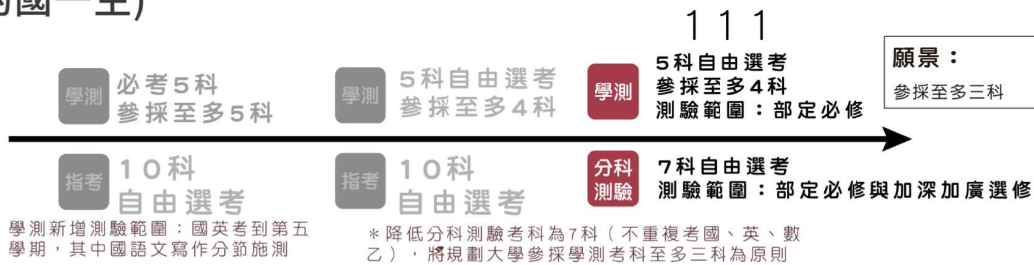 的國一生)
111
學測
必考5科
參採至多5科
學測
5科自由選考
參採至多4科
學測
5科自由選考
參採至多4科
測驗範圍：部定必修
願景：
參採至多三科
指考
10科
自由選考
指考
10科
自由選考
分科
測驗
7科自由選考
測驗範圍：部定必修與加深加廣選修
學測新增測驗範圍：國英考到第五
學期，其中國語文寫作分節施測
＊降低分科測驗考科為7科（不重複考國、英、數
乙），將規劃大學參採學測考科至多三科為原則